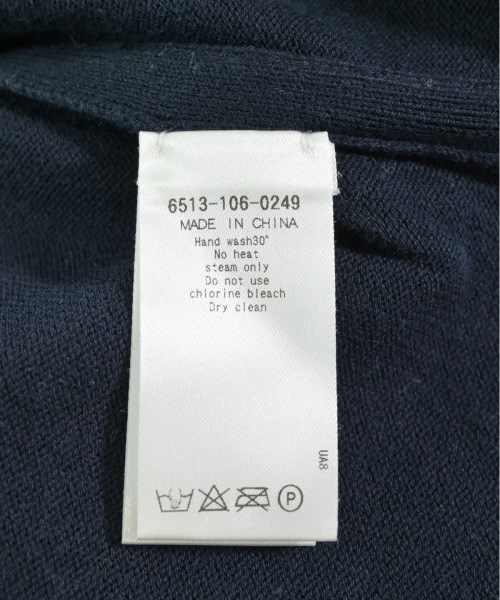 6513-106-0249
MADE IN CHINA
Hand wash30°
No heat
steam only
Do not use
chlorine bleach
Dry clean
UA8
P